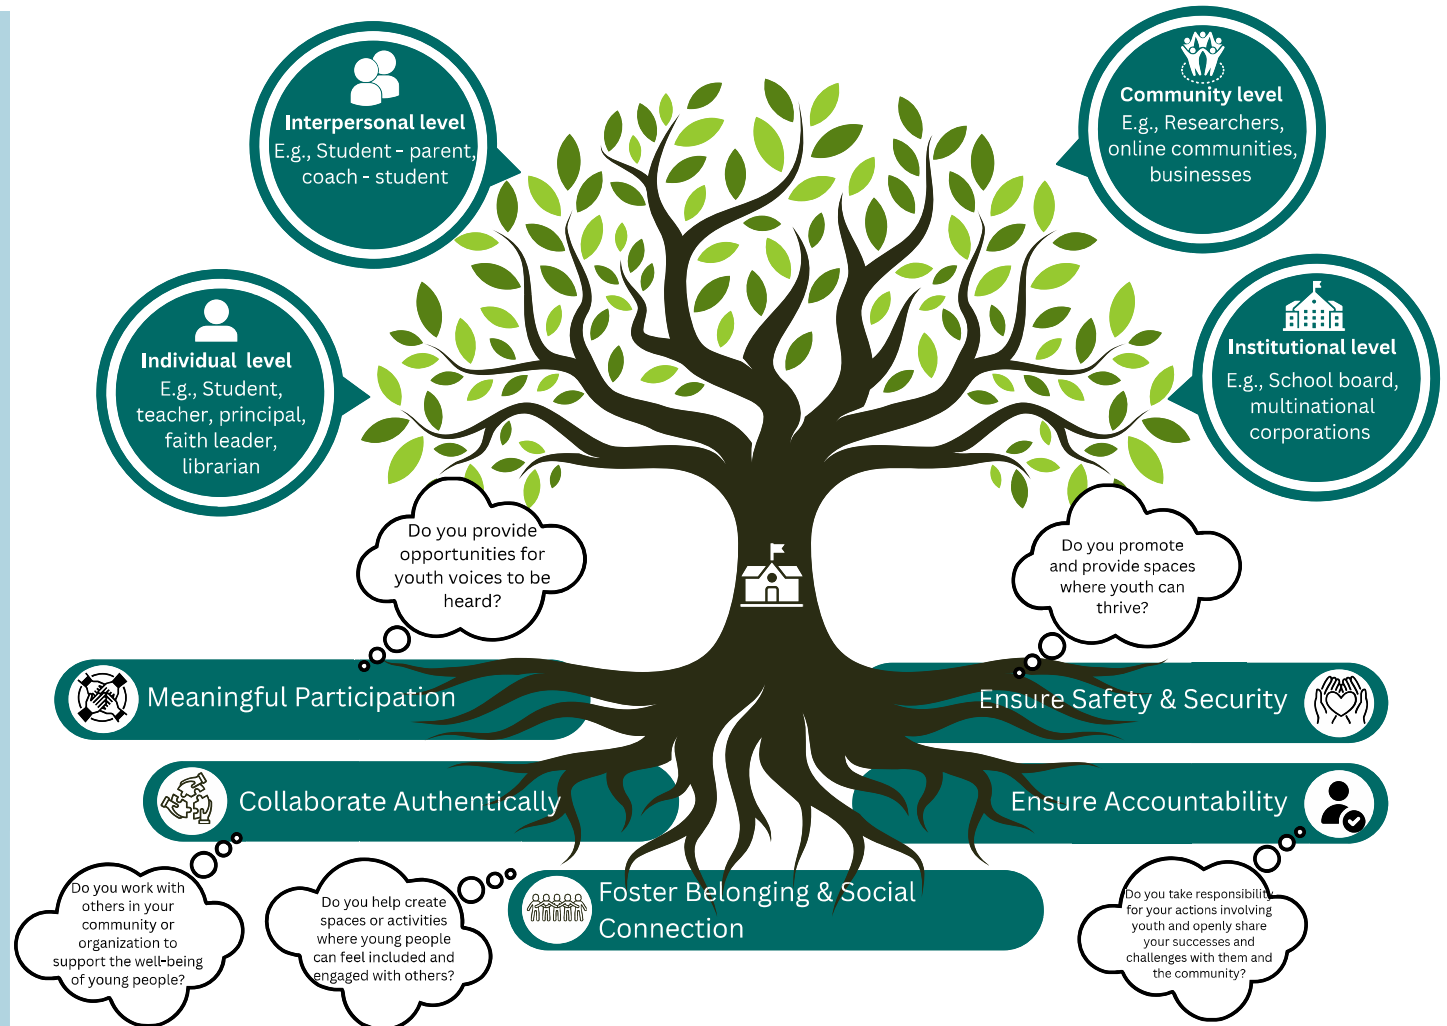 Interpersonal level
E.g., Student - parent,
coach - student
Community level
E.g., Researchers,
online communities,
businesses
Individual level
E.g., Student,
teacher, principal,
faith leader,
librarian
Institutional level
E.g., School board,
multinational
corporations
Do you provide
opportunities for
youth voices to be
heard?
Do you promote
and provide spaces
where youth can
thrive?
Meaningful Participation
Ensure Safety & Security
Collaborate Authentically
Ensure Accountability
Foster Belonging & Social
Connection
Do you work with
others in your
community or
organization to
support the well-being
of young people?
Do you help create
spaces or activities
where young people
can feel included and
engaged with others?
Do you take responsibility
for your actions involving
youth and openly share
your successes and
challenges with them and
the community?